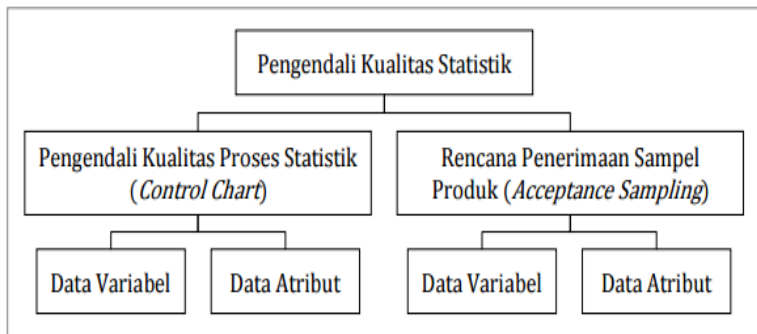 Pengendali Kualitas Statistik
Pengendali Kualitas Proses Statistik
(Control Chart)
Rencana Penerimaan Sampel
Produk (Acceptance Sampling)
Data Variabel
Data Atribut
Data Variabel
Data Atribut